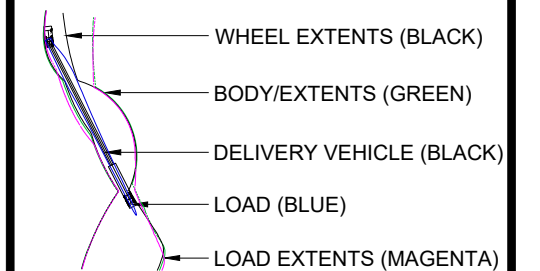 WHEEL EXTENTS (BLACK)
BODY/EXTENTS (GREEN)
DELIVERY VEHICLE (BLACK)
LOAD (BLUE)
LOAD EXTENTS (MAGENTA)